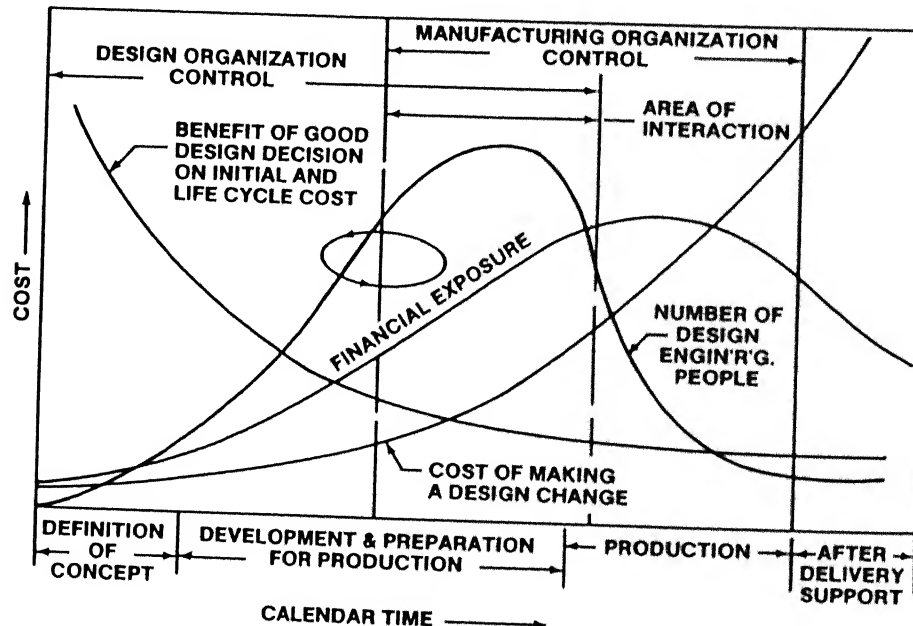 DESIGN ORGANIZATION
CONTROL
MANUFACTURING ORGANIZATION
CONTROL
AREA OF
INTERACTION
BENEFIT OF GOOD
DESIGN DECISION
ON INITIAL AND
LIFE CYCLE COST
COST
FINANCIAL EXPOSURE
NUMBER OF
DESIGN
ENGIN'R'G.
PEOPLE
COST OF MAKING
A DESIGN CHANGE
DEFINITION
OF
CONCEPT
DEVELOPMENT & PREPARATION
FOR PRODUCTION
PRODUCTION
AFTER
DELIVERY
SUPPORT
CALENDAR TIME